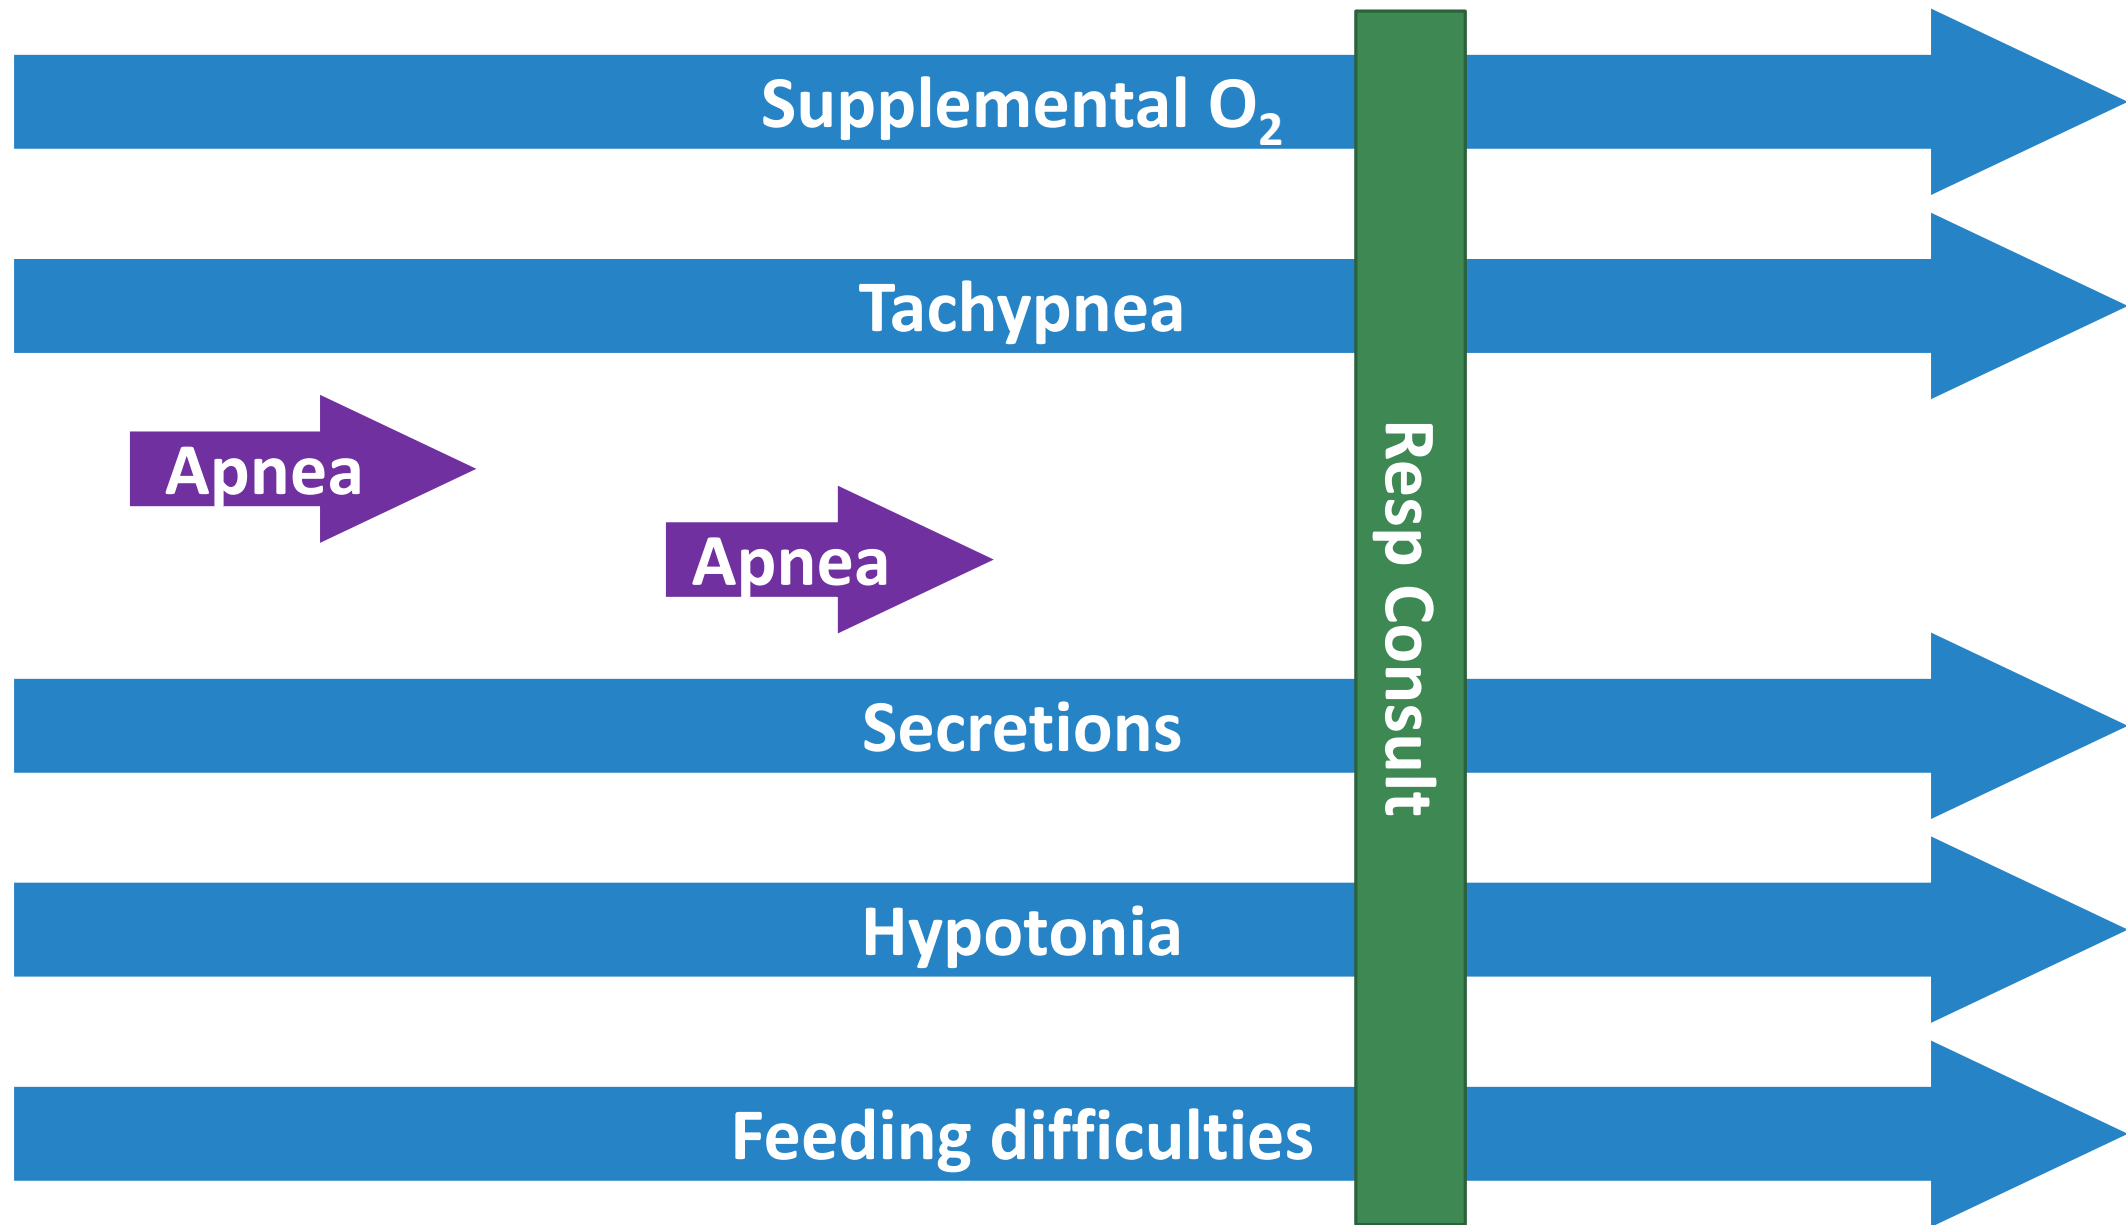 Supplemental O₂
Tachypnea
Apnea
Apnea
Resp Consult
Secretions
Hypotonia
Feeding difficulties